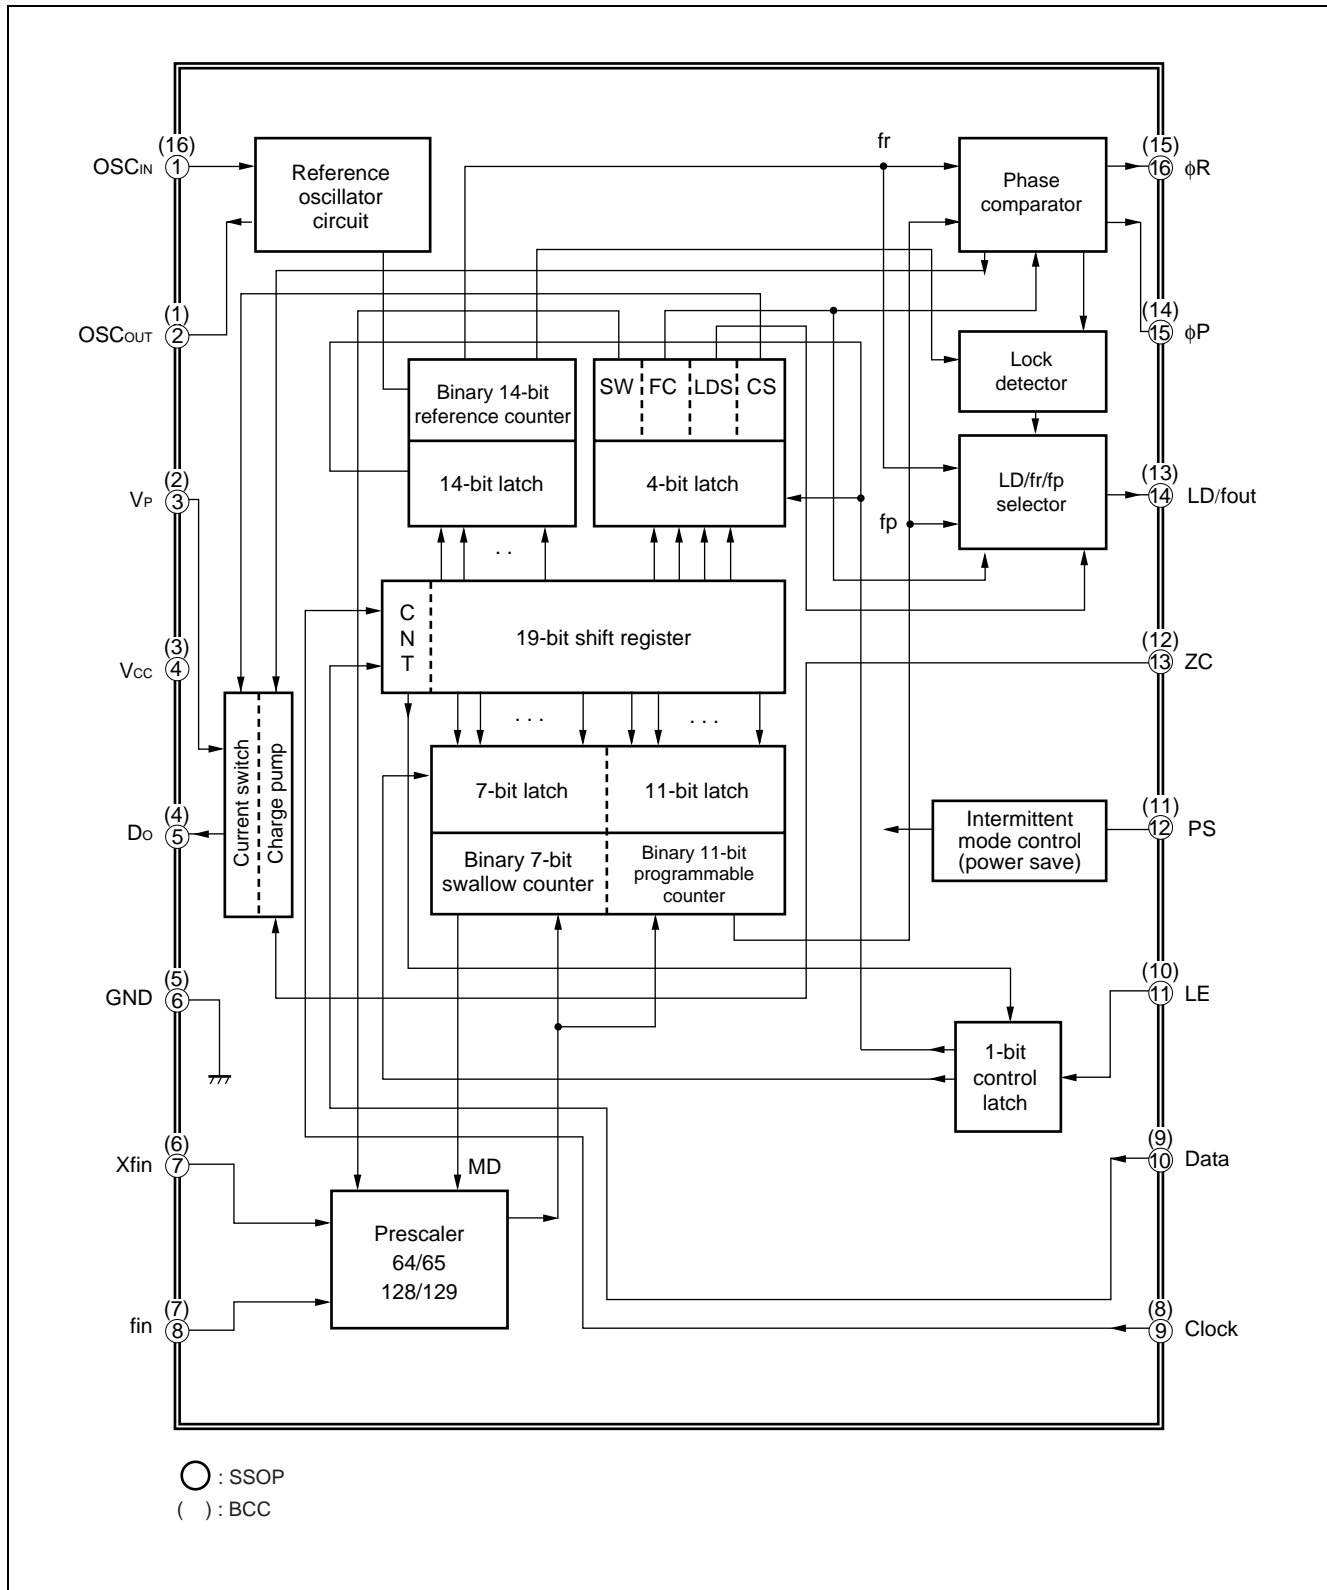 (16)
OSCIN 1
Reference
oscillator
circuit
fr
Phase
comparator
(15)
16 ϕR
(1)
OSCOUT 2
(14)
15 ϕP
Lock
detector
Binary 14-bit
reference counter
SW FC LDS CS
14-bit latch
4-bit latch
(2)
VP 3
fp
LD/fr/fp
selector
(13)
14 LD/fout
. .
C
N
T
19-bit shift register
(3)
VCC 4
(12)
13 ZC
. . .
. . .
Current switch
Charge pump
7-bit latch
11-bit latch
(4)
DO 5
Binary 7-bit
swallow counter
Binary 11-bit
programmable
counter
Intermittent
mode control
(power save)
(11)
12 PS
(5)
GND 6
(10)
11 LE
1-bit
control
latch
(6)
Xfin 7
MD
(9)
10 Data
Prescaler
64/65
128/129
(7)
fin 8
(8)
9 Clock
: SSOP
( ) : BCC